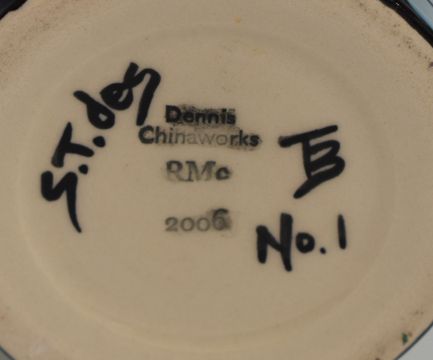 S.T.des
Dennis
Chinaworks
RMc
2006
TB
No.1